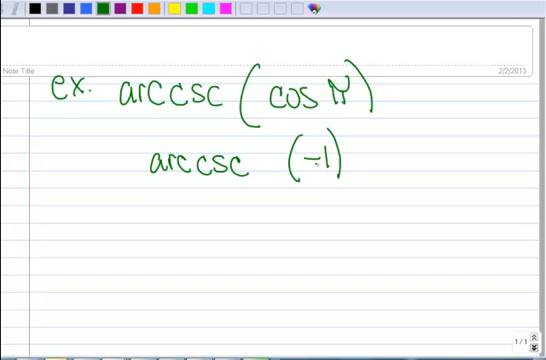 Note Title
2/2/2013
ex. arccsc (cos π)
arccsc (-1)
1/1